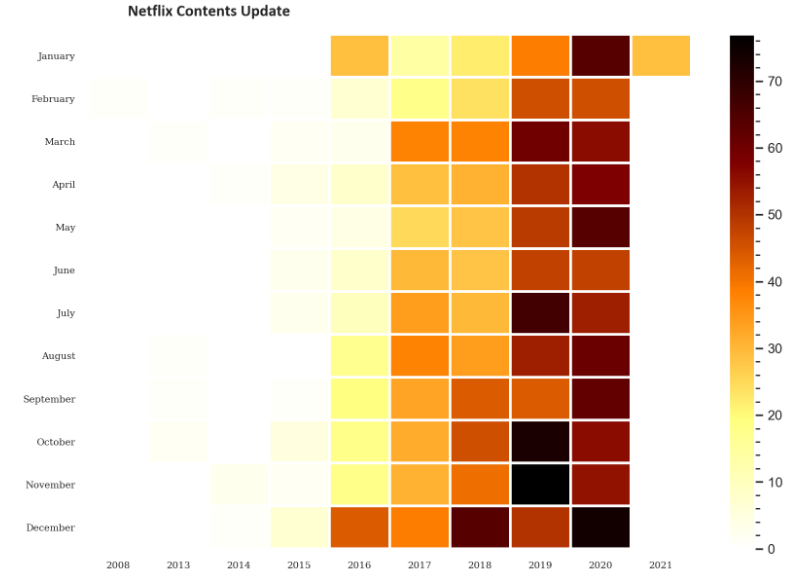 Netflix Contents Update
January
February
March
April
May
June
July
August
September
October
November
December
2008 2013 2014 2015 2016 2017 2018 2019 2020 2021
70
60
50
40
30
20
10
0